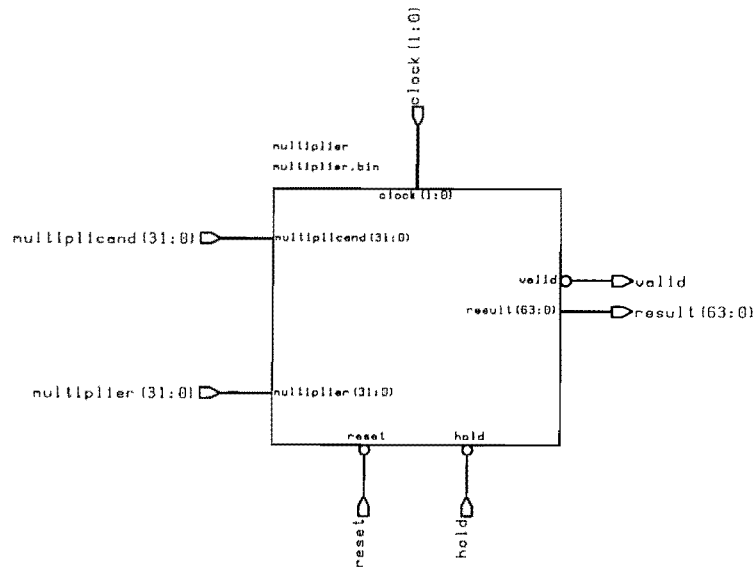 clock(1:0)
multiplier
multiplier.bin
clock(1:0)
multiplicand(31:0)
multiplicand(31:0)
valid
valid
result(63:0)
result(63:0)
multiplier(31:0)
multiplier(31:0)
reset
hold
reset
hold